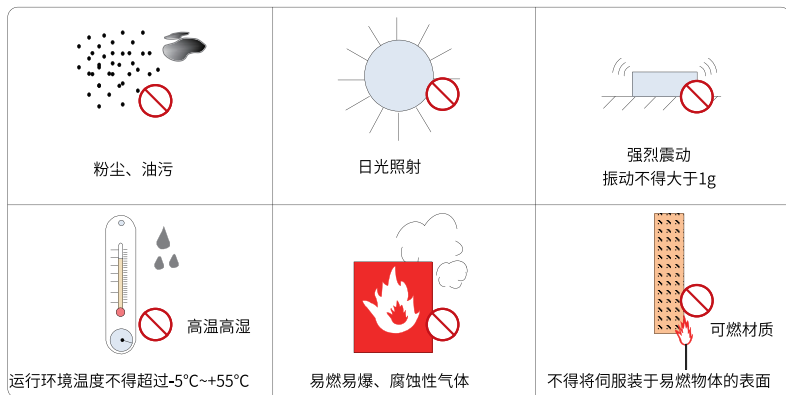 粉尘、油污
日光照射
强烈震动
振动不得大于1g
高温高湿
运行环境温度不得超过-5℃~+55℃
易燃易爆、腐蚀性气体
可燃材质
不得将伺服装于易燃物体的表面